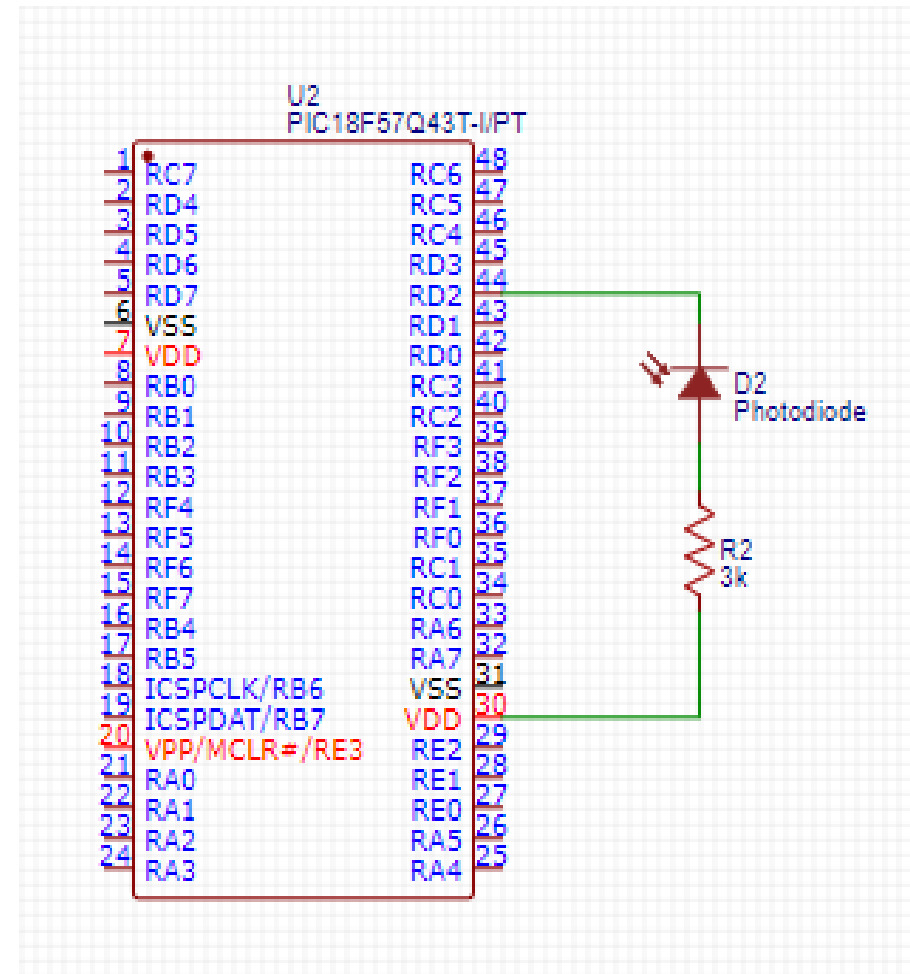 U2
PIC18F57Q43T-I/PT
1 RC7 RC6 48
2 RD4 RC5 47
3 RD5 RC4 46
4 RD6 RD3 45
5 RD7 RD2 44
6 VSS RD1 43
7 VDD RD0 42
8 RB0 RC3 41
9 RB1 RC2 40
10 RB2 RF3 39
11 RB3 RF2 38
12 RF4 RF1 37
13 RF5 RF0 36
14 RF6 RC1 35
15 RF7 RC0 34
16 RB4 RA6 33
17 RB5 RA7 32
18 ICSPCLK/RB6 VSS 31
19 ICSPDAT/RB7 VDD 30
20 VPP/MCLR#/RE3 RE2 29
21 RA0 RE1 28
22 RA1 RE0 27
23 RA2 RA5 26
24 RA3 RA4 25
D2
Photodiode
R2
3k